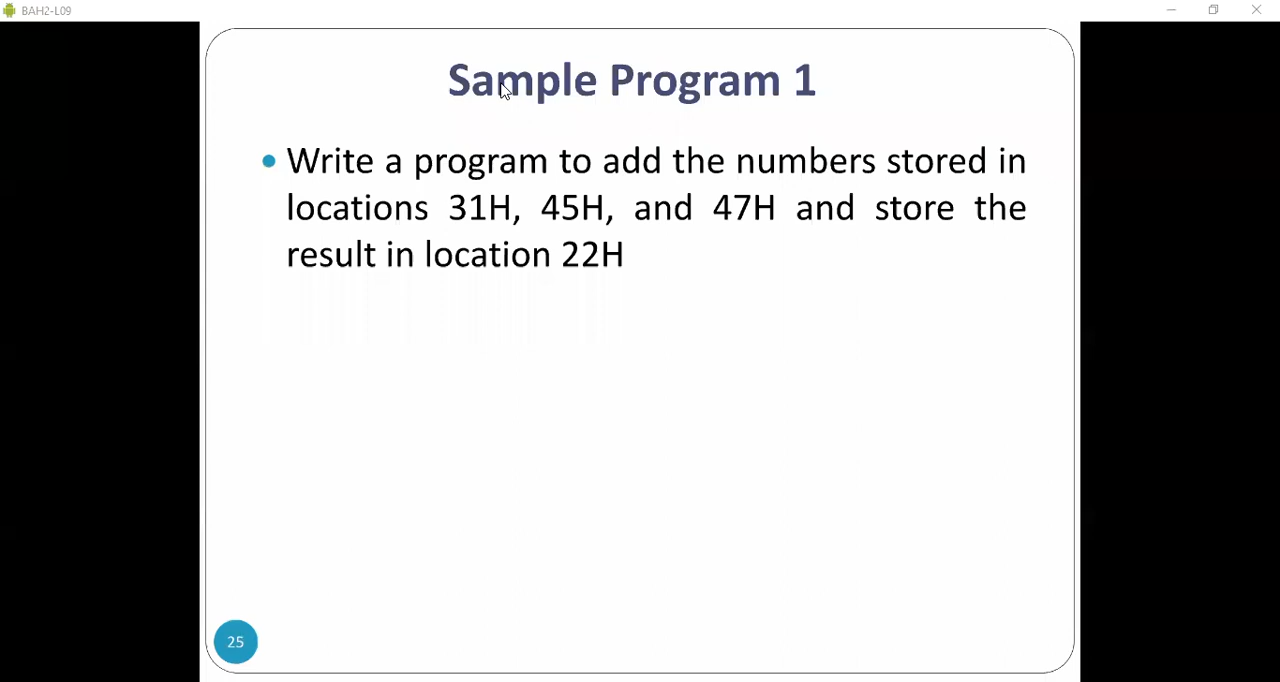 BAH2-L09
Sample Program 1
• Write a program to add the numbers stored in
locations 31H, 45H, and 47H and store the
result in location 22H
25